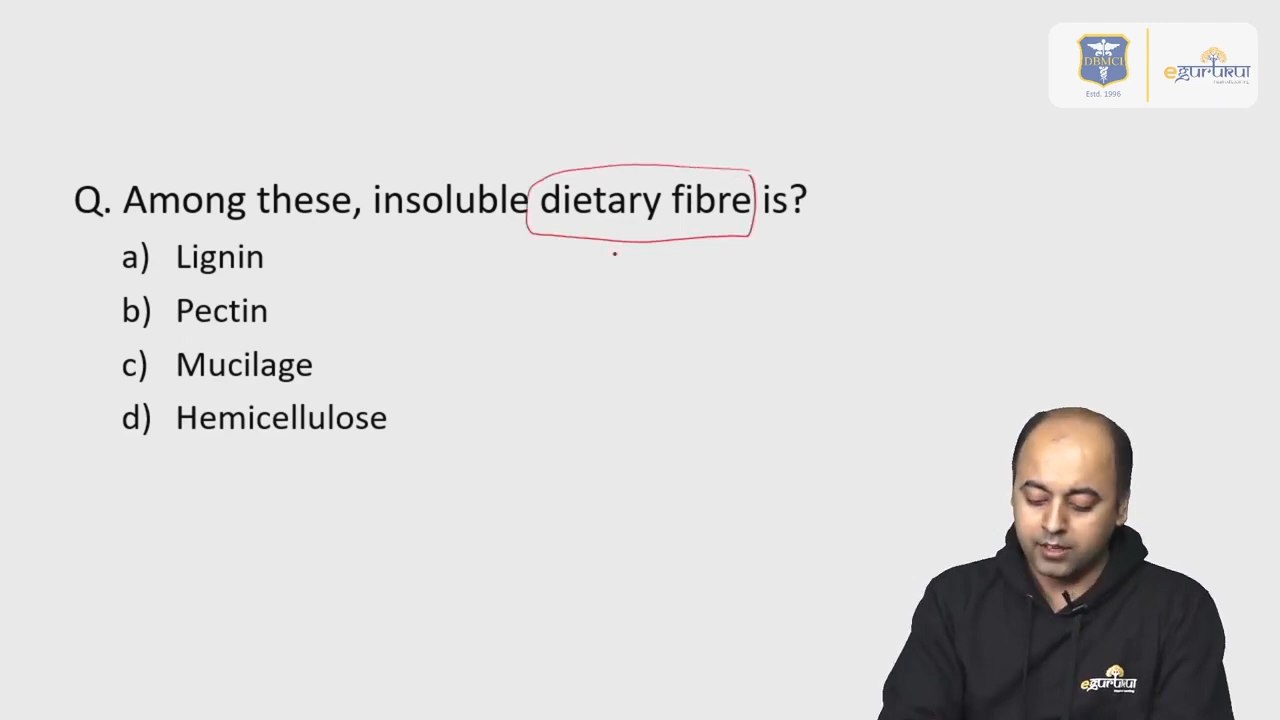 DBMCI
Estd. 1996
egurukul
Q. Among these, insoluble dietary fibre is?
a) Lignin
b) Pectin
c) Mucilage
d) Hemicellulose
egurukul